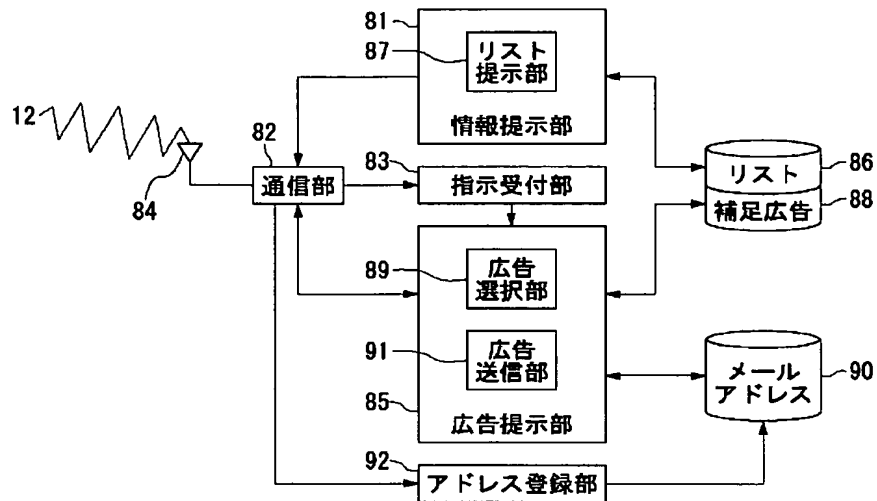 81
87
リスト
提示部
情報提示部
12
84
82
通信部
83
指示受付部
リスト
86
補足広告
88
89
広告
選択部
91
広告
送信部
85
広告提示部
メール
アドレス
90
92
アドレス登録部